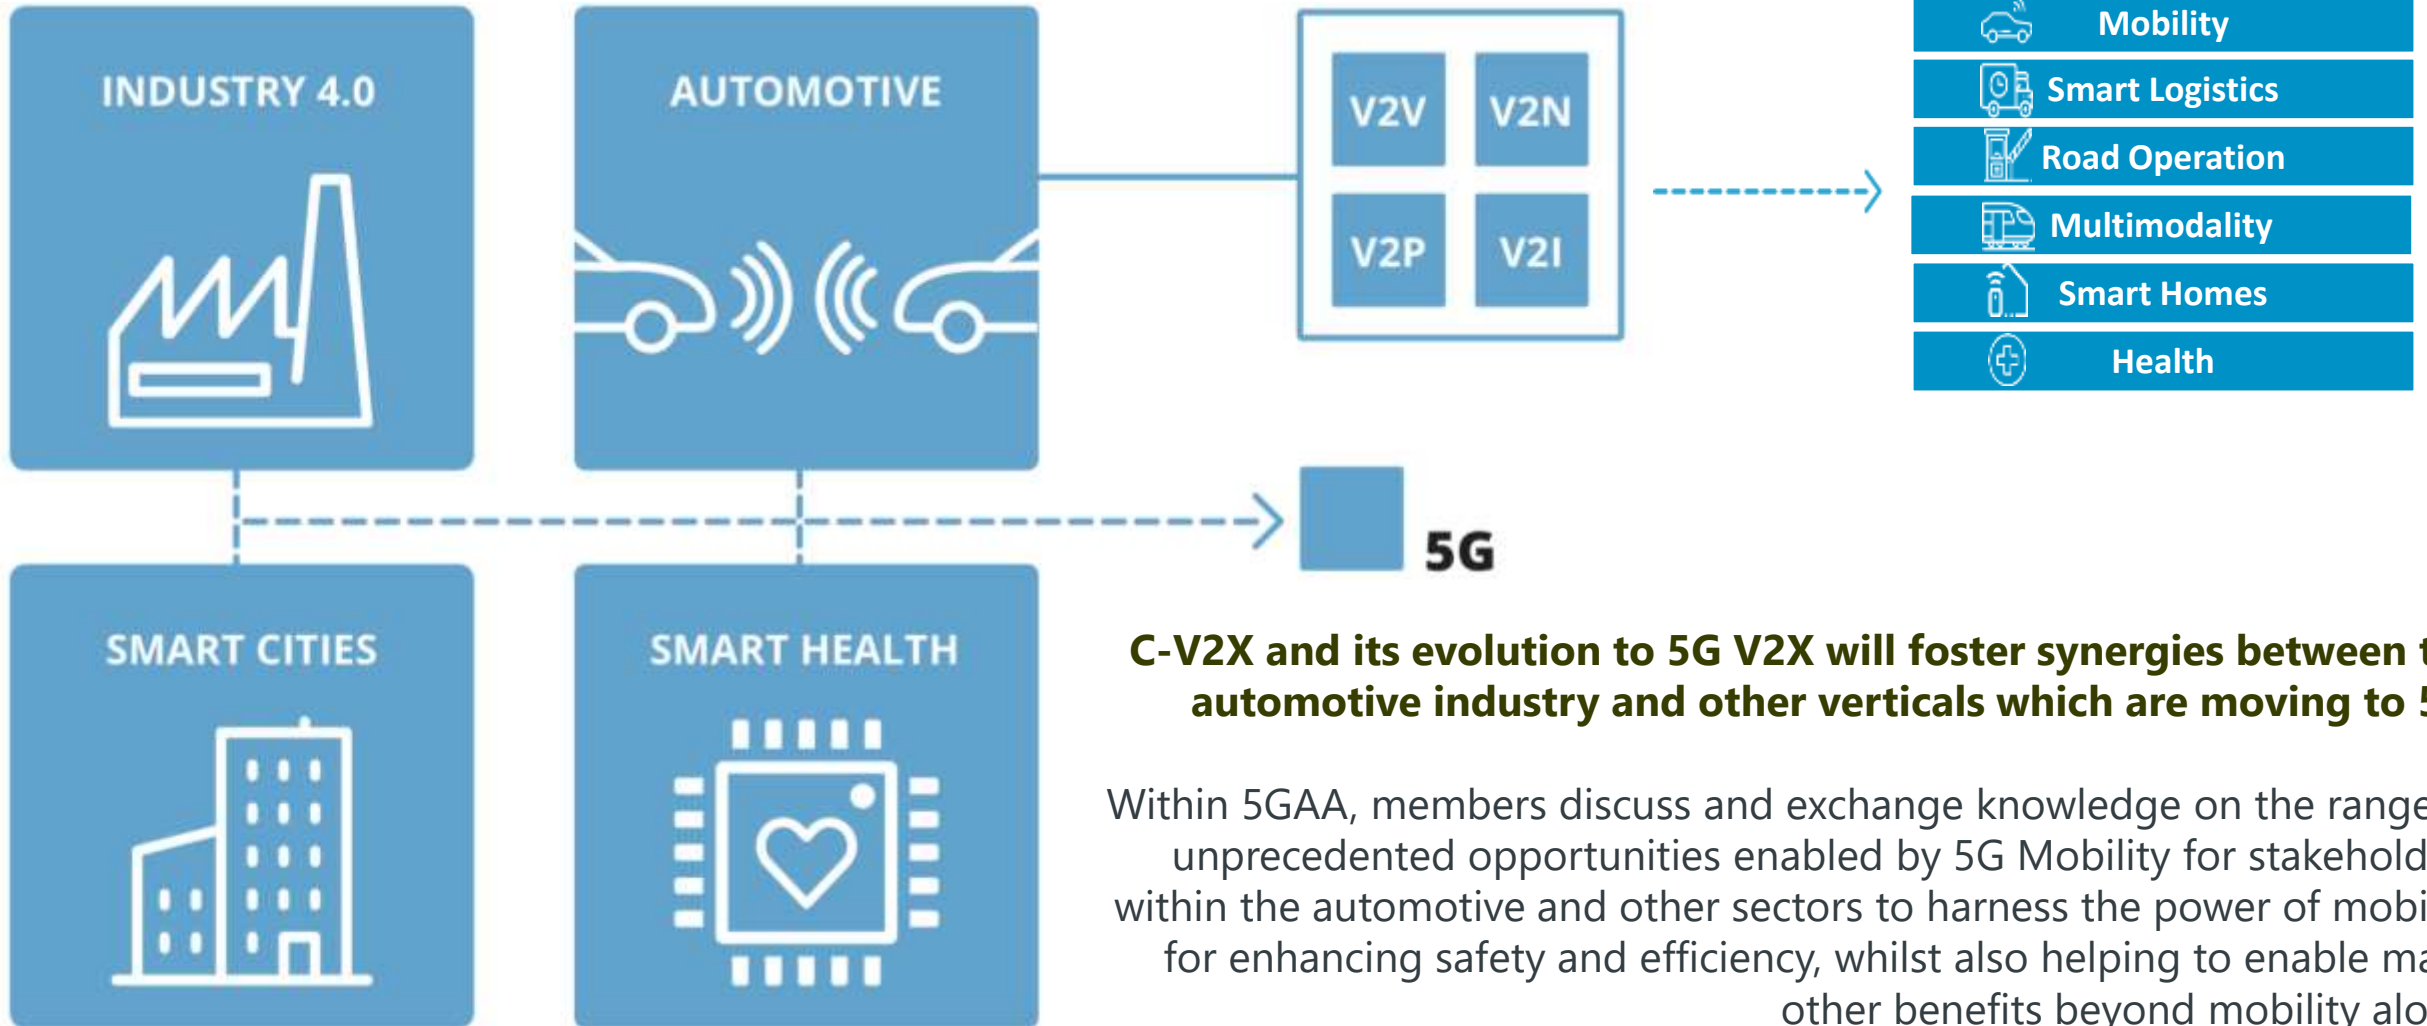 INDUSTRY 4.0
AUTOMOTIVE
V2V
V2N
V2P
V2I
Mobility
Smart Logistics
Road Operation
Multimodality
Smart Homes
Health
5G
SMART CITIES
SMART HEALTH
C-V2X and its evolution to 5G V2X will foster synergies between
automotive industry and other verticals which are moving to
Within 5GAA, members discuss and exchange knowledge on the range
unprecedented opportunities enabled by 5G Mobility for
within the automotive and other sectors to harness the power of
for enhancing safety and efficiency, whilst also helping to enable
other benefits beyond mobility